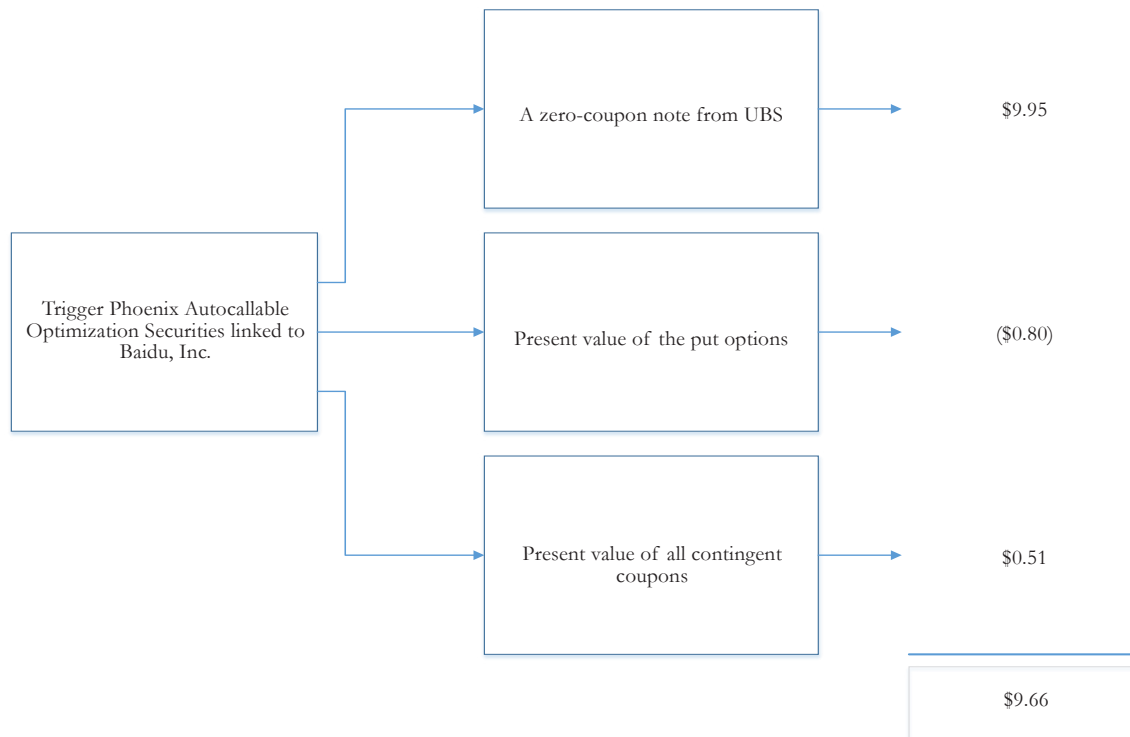 A zero-coupon note from UBS
$9.95
Trigger Phoenix Autocallable
Optimization Securities linked to
Baidu, Inc.
Present value of the put options
($0.80)
Present value of all contingent
coupons
$0.51
$9.66